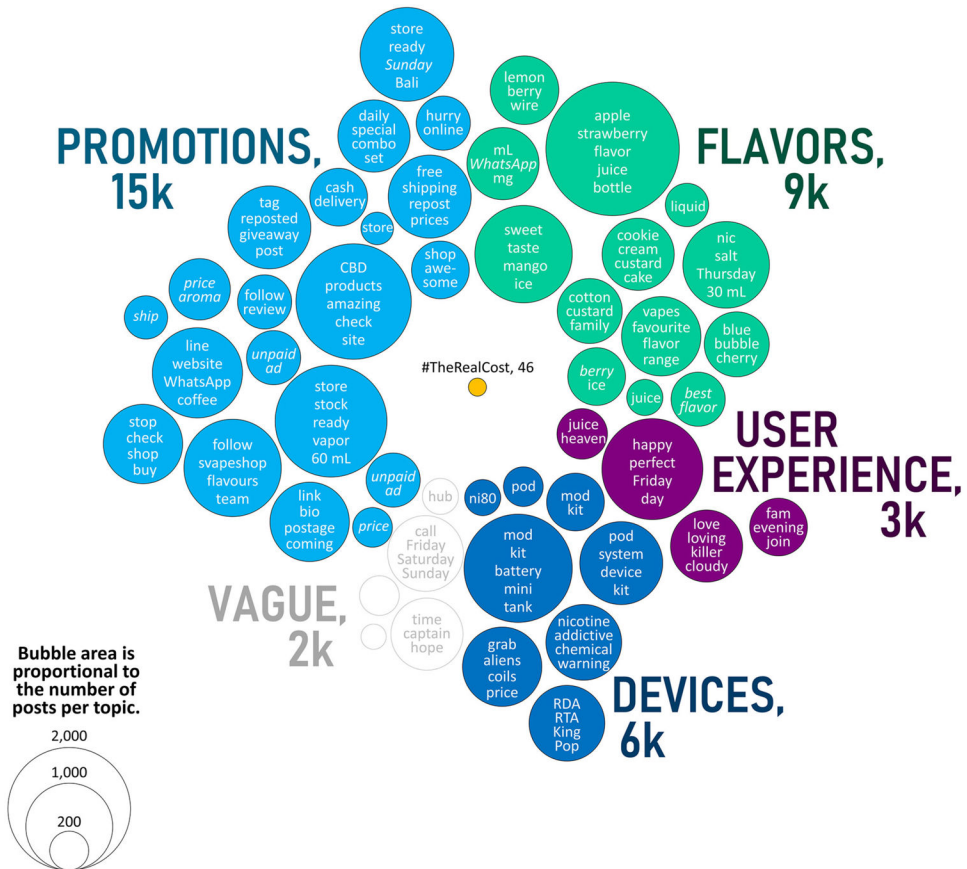 PROMOTIONS,
15k
store
ready
Sunday
Bali
daily
special
combo
set
hurry
online
free
shipping
repost
prices
cash
delivery
tag
reposted
giveaway
post
store
CBD
products
amazing
check
site
shop
awe-
some
price
aroma
follow
review
ship
unpaid
ad
line
website
WhatsApp
coffee
store
stock
ready
vapor
60 mL
stop
check
shop
buy
follow
svapeshop
flavours
team
link
bio
postage
coming
unpaid
ad
price
FLAVORS,
9k
lemon
berry
wire
apple
strawberry
flavor
juice
bottle
mL
WhatsApp
mg
liquid
sweet
taste
mango
ice
cookie
cream
custard
cake
nic
salt
Thursday
30 mL
cotton
custard
family
vapes
favourite
flavor
range
blue
bubble
cherry
berry
ice
juice
best
flavor
#TheRealCost, 46
USER
EXPERIENCE,
3k
juice
heaven
happy
perfect
Friday
day
love
loving
killer
cloudy
fam
evening
join
VAGUE,
2k
hub
call
Friday
Saturday
Sunday
time
captain
hope
DEVICES,
6k
ni80
pod
mod
kit
mod
kit
battery
mini
tank
pod
system
device
kit
nicotine
addictive
chemical
warning
grab
aliens
coils
price
RDA
RTA
King
Pop
Bubble area is
proportional to
the number of
posts per topic.
2,000
1,000
200